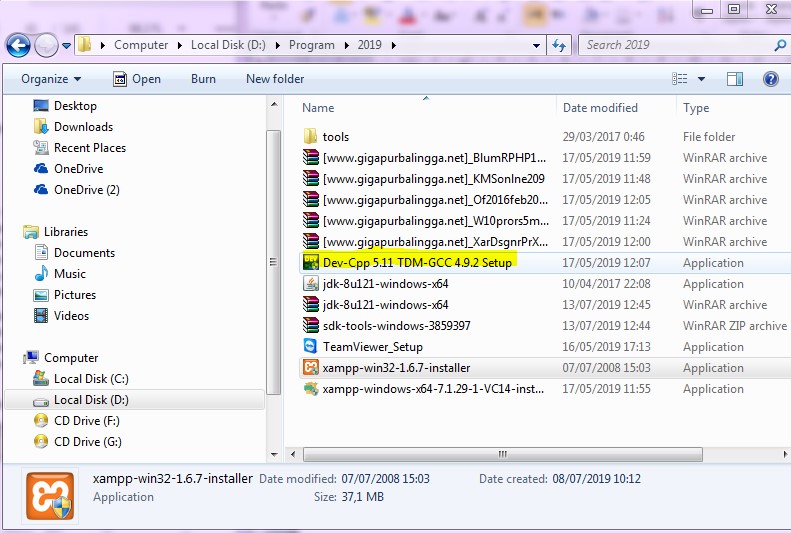 Computer Local Disk (D:) Program 2019 Search 2019
Organize Open Burn New folder
Desktop
Downloads
Recent Places
OneDrive
OneDrive (2)
Libraries
Documents
Music
Pictures
Videos
Computer
Local Disk (C:)
Local Disk (D:)
CD Drive (F:)
CD Drive (G:)
Name Date modified Type
tools 29/03/2017 0:46 File folder
[www.gigapurbalingga.net]_BlumRPHP1... 17/05/2019 11:59 WinRAR archive
[www.gigapurbalingga.net]_KMSonIne209 17/05/2019 11:48 WinRAR archive
[www.gigapurbalingga.net]_Of2016feb20... 17/05/2019 12:05 WinRAR archive
[www.gigapurbalingga.net]_W10prors5m... 17/05/2019 11:24 WinRAR archive
[www.gigapurbalingga.net]_XarDsgnrPrX... 17/05/2019 12:00 WinRAR archive
Dev-Cpp 5.11 TDM-GCC 4.9.2 Setup 17/05/2019 12:07 Application
jdk-8u121-windows-x64 10/04/2017 22:08 Application
jdk-8u121-windows-x64 13/07/2019 12:45 WinRAR archive
sdk-tools-windows-3859397 13/07/2019 12:44 WinRAR ZIP archive
TeamViewer_Setup 16/05/2019 17:13 Application
xampp-win32-1.6.7-installer 07/07/2008 15:03 Application
xampp-windows-x64-7.1.29-1-VC14-inst... 17/05/2019 11:55 Application
xampp-win32-1.6.7-installer Date modified: 07/07/2008 15:03 Date created: 08/07/2019 10:12
Application Size: 37,1 MB